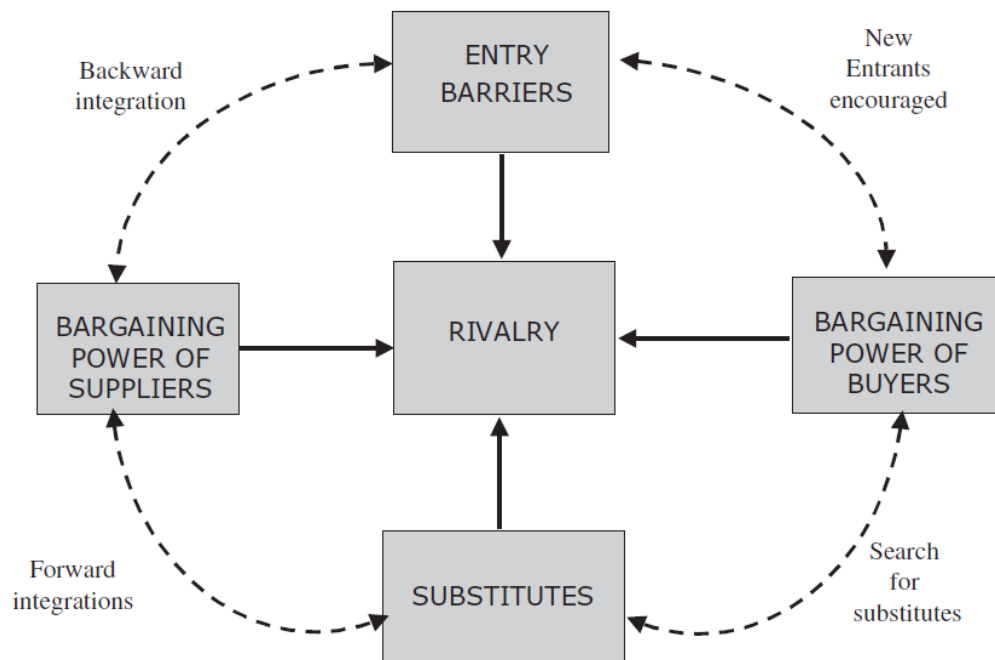 ENTRY
BARRIERS
Backward
integration
New
Entrants
encouraged
BARGAINING
POWER OF
SUPPLIERS
RIVALRY
BARGAINING
POWER OF
BUYERS
Forward
integrations
SUBSTITUTES
Search
for
substitutes